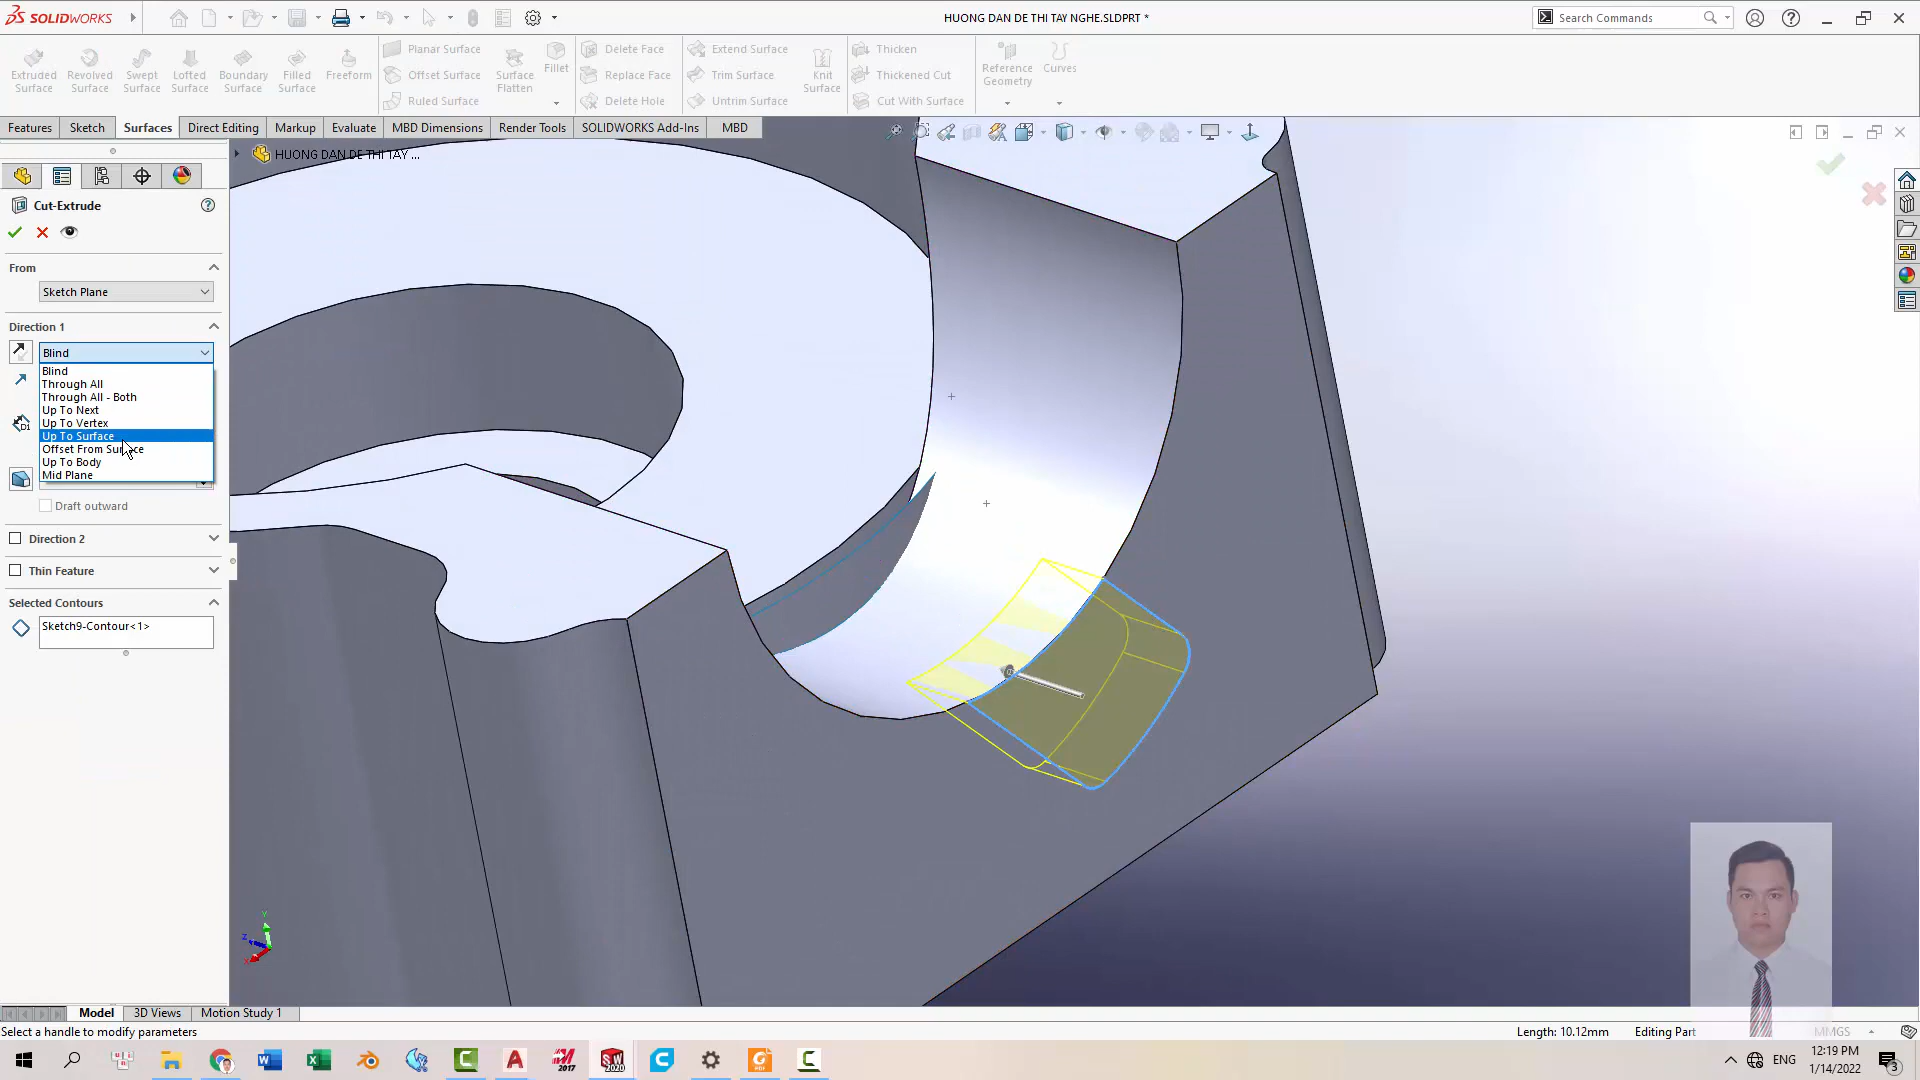 SOLIDWORKS
HUONG DAN DE THI TAY NGHE.SLDPRT *
Search Commands
Extruded Surface
Revolved Surface
Swept Surface
Lofted Surface
Boundary Surface
Filled Surface
Freeform
Planar Surface
Offset Surface
Ruled Surface
Surface Flatten
Fillet
Delete Face
Replace Face
Delete Hole
Extend Surface
Trim Surface
Untrim Surface
Knit Surface
Thicken
Thickened Cut
Cut With Surface
Reference Geometry
Curves
Features
Sketch
Surfaces
Direct Editing
Markup
Evaluate
MBD Dimensions
Render Tools
SOLIDWORKS Add-Ins
MBD
HUONG DAN DE THI TAY ...
Cut-Extrude
From
Sketch Plane
Direction 1
Blind
Blind
Through All
Through All - Both
Up To Next
Up To Vertex
Up To Surface
Offset From Surface
Up To Body
Mid Plane
D1
Draft outward
Direction 2
Thin Feature
Selected Contours
Sketch9-Contour<1>
Y
Z
X
Model
3D Views
Motion Study 1
Select a handle to modify parameters
Length: 10.12mm
Editing Part
MMGS
ENG
12:19 PM
1/14/2022
3